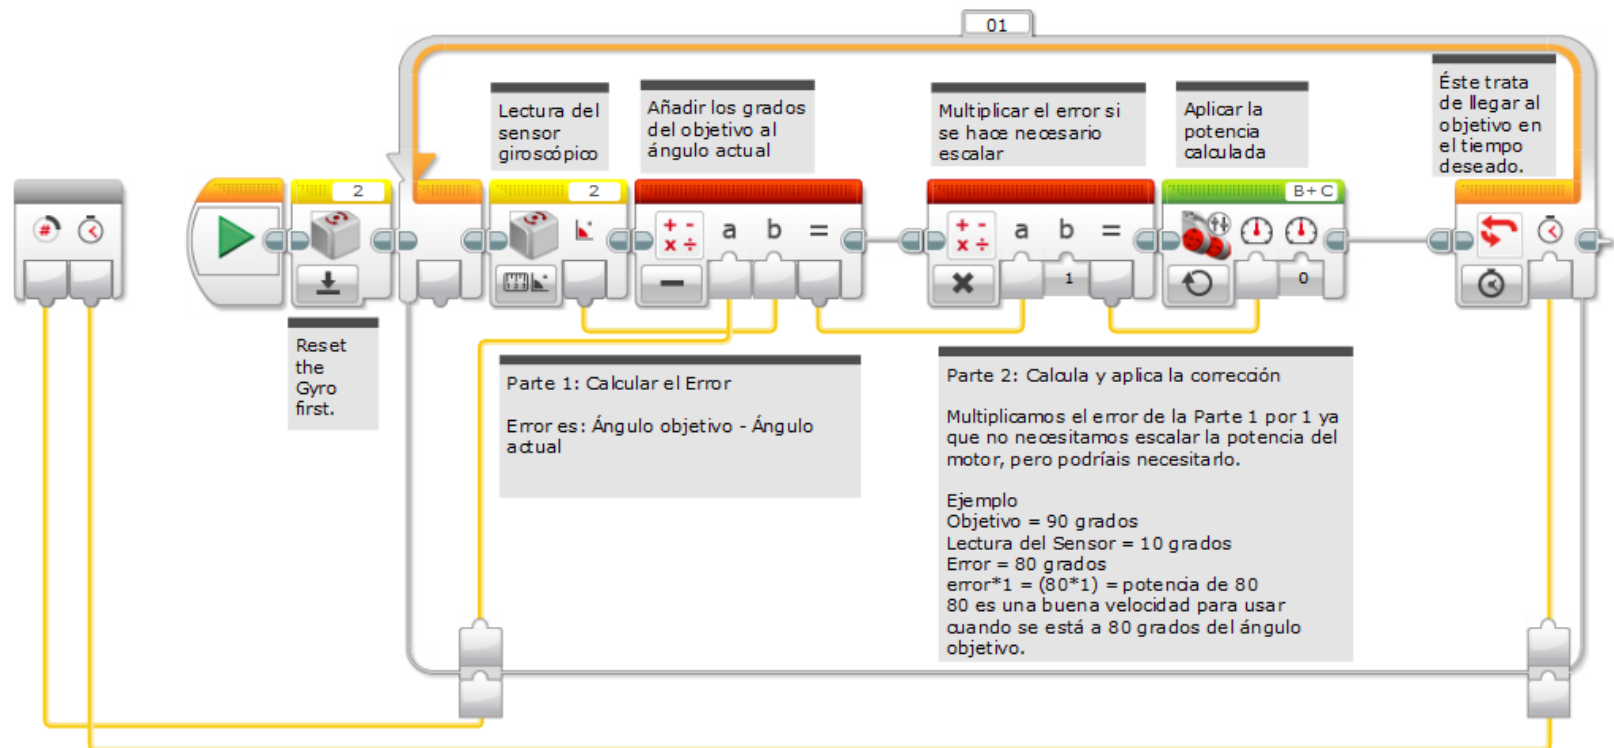 01
Lectura del
sensor
giroscópico
Añadir los grados
del objetivo al
ángulo actual
Multiplicar el error si
se hace necesario
escalar
Aplicar la
potencia
calculada
Éste trata
de llegar al
objetivo en
el tiempo
deseado.
#
2
2
a b =
a b =
B+C
1
0
Reset
the
Gyro
first.
Parte 1: Calcular el Error
Error es: Ángulo objetivo - Ángulo
actual
Parte 2: Calcula y aplica la corrección
Multiplicamos el error de la Parte 1 por 1 ya
que no necesitamos escalar la potencia del
motor, pero podríais necesitarlo.
Ejemplo
Objetivo = 90 grados
Lectura del Sensor = 10 grados
Error = 80 grados
error*1 = (80*1) = potencia de 80
80 es una buena velocidad para usar
cuando se está a 80 grados del ángulo
objetivo.